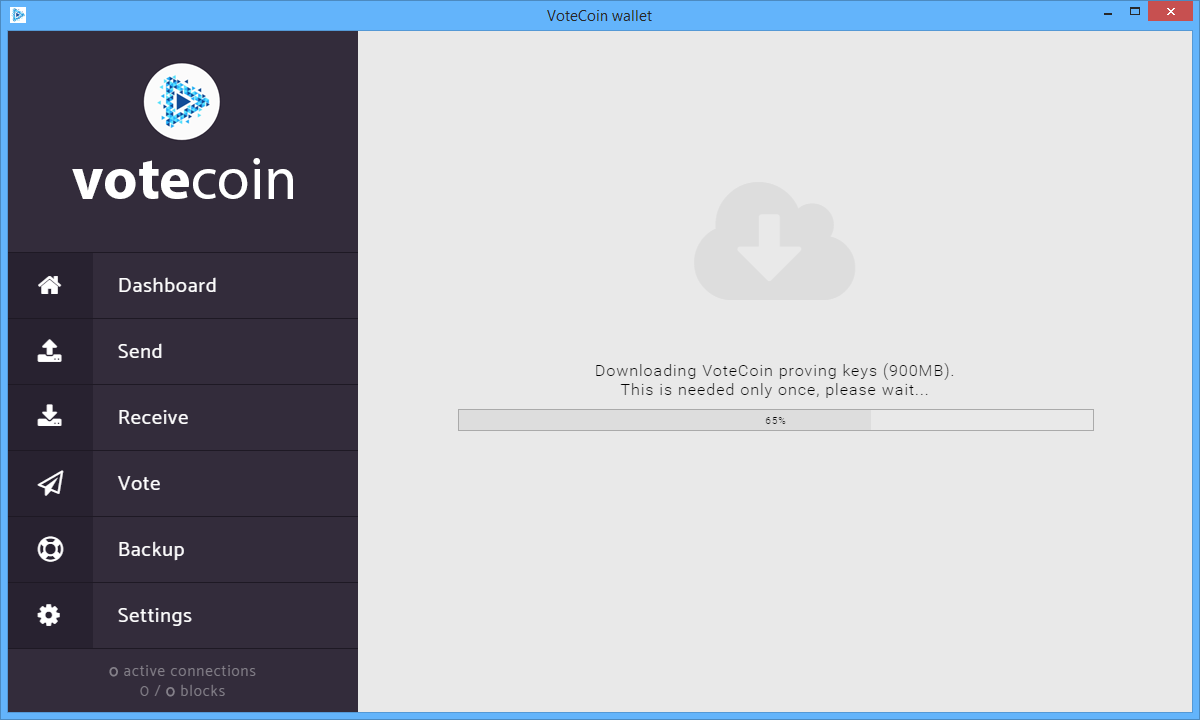 VoteCoin wallet
votecoin
Dashboard
Send
Receive
Vote
Backup
Settings
0 active connections
0 / 0 blocks
Downloading VoteCoin proving keys (900MB).
This is needed only once, please wait...
65%